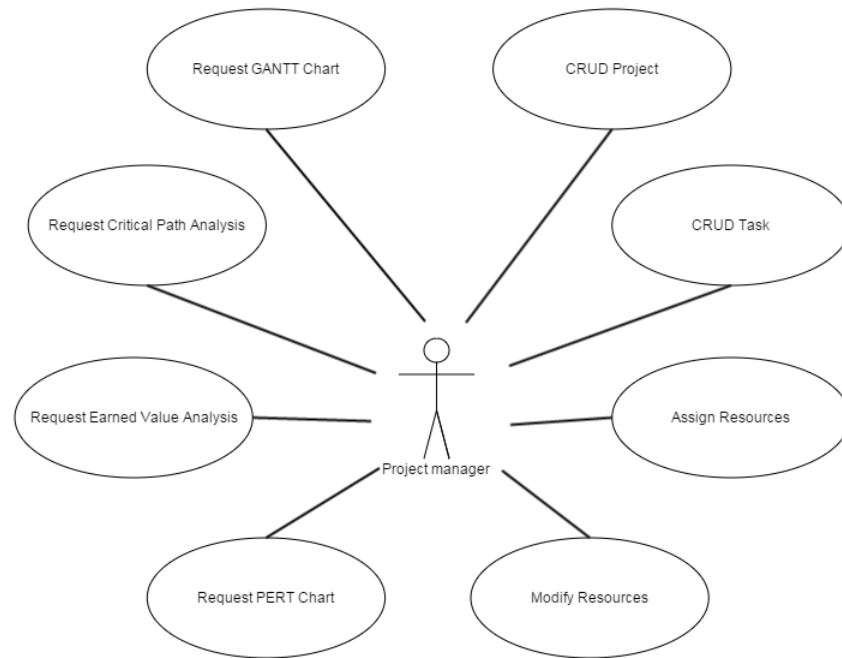 Request GANTT Chart
CRUD Project
Request Critical Path Analysis
CRUD Task
Request Earned Value Analysis
Assign Resources
Project manager
Request PERT Chart
Modify Resources